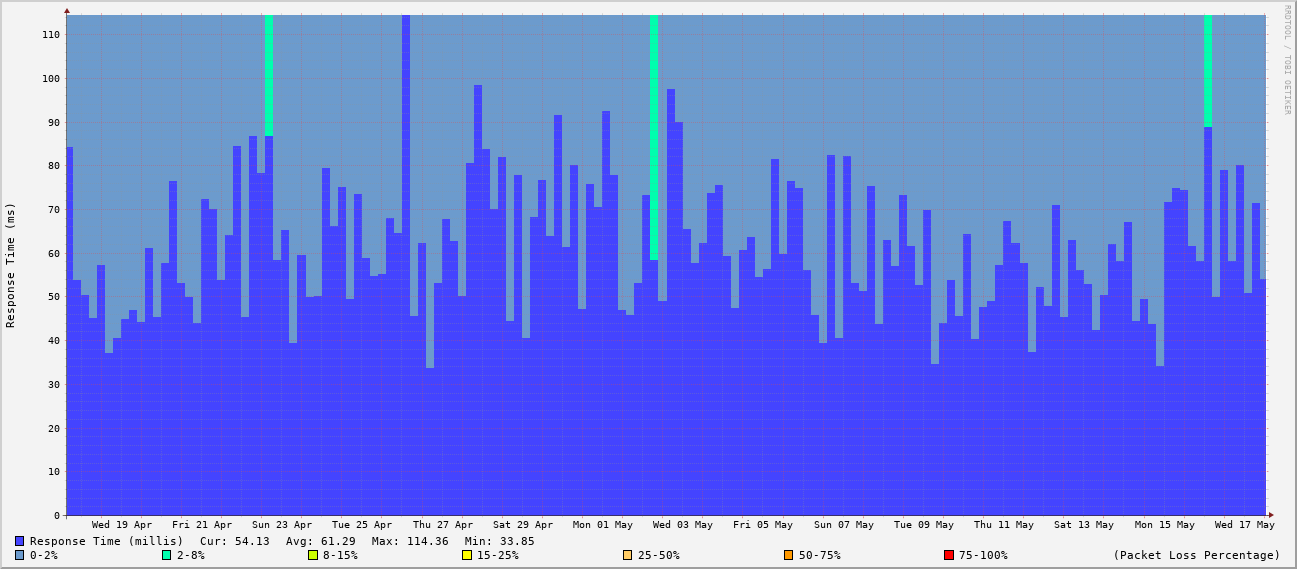 RRDTOOL / TOBI OETIKER
Response Time (ms)
110
100
90
80
70
60
50
40
30
20
10
0
Wed 19 Apr Fri 21 Apr Sun 23 Apr Tue 25 Apr Thu 27 Apr Sat 29 Apr Mon 01 May Wed 03 May Fri 05 May Sun 07 May Tue 09 May Thu 11 May Sat 13 May Mon 15 May Wed 17 May
Response Time (millis) Cur: 54.13 Avg: 61.29 Max: 114.36 Min: 33.85
0-2% 2-8% 8-15% 15-25% 25-50% 50-75% 75-100% (Packet Loss Percentage)